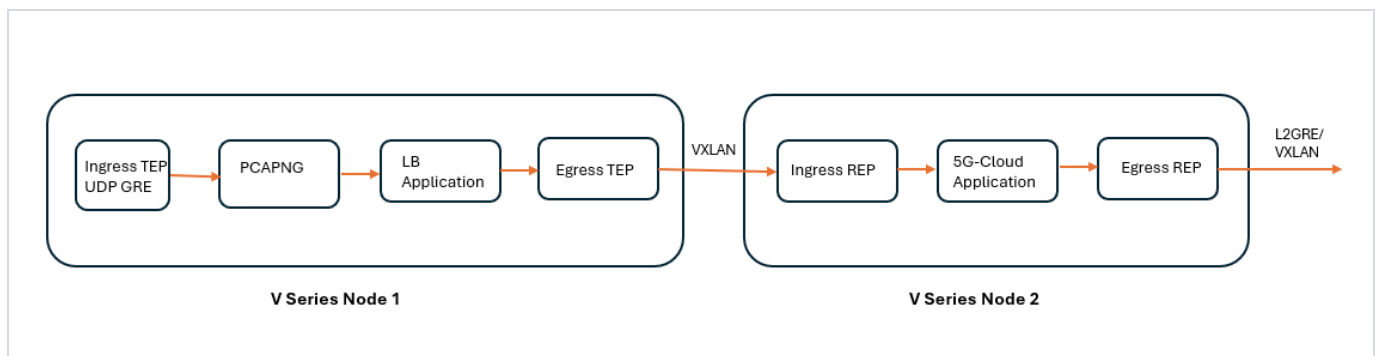 Ingress TEP
UDP GRE
PCAPNG
LB
Application
Egress TEP
VXLAN
Ingress REP
5G-Cloud
Application
Egress REP
L2GRE/
VXLAN
V Series Node 1
V Series Node 2